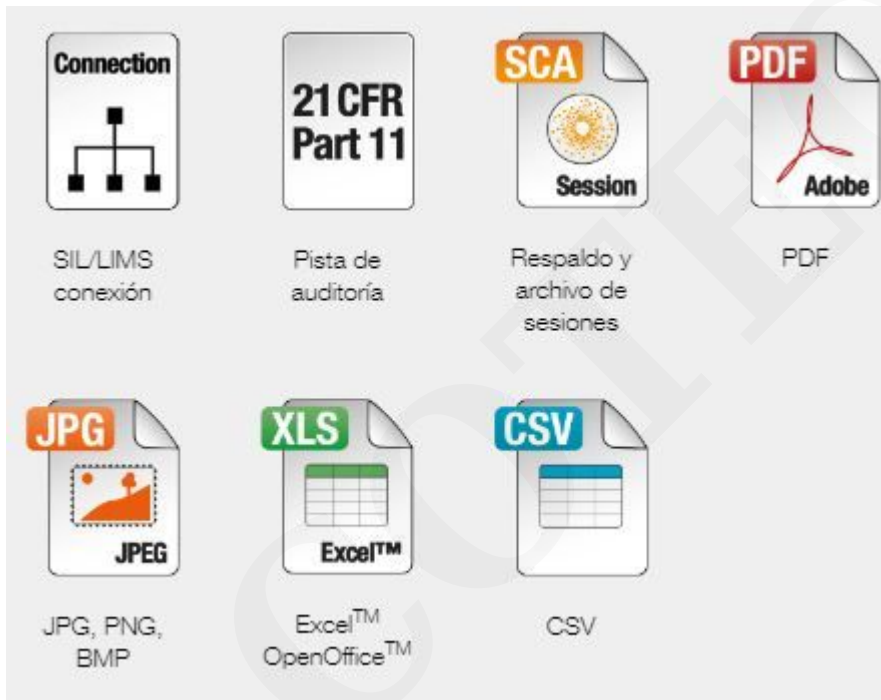 Connection
21 CFR
Part 11
SCA
Session
PDF
Adobe
SIL/LIMS
conexión
Pista de
auditoría
Respaldo y
archivo de
sesiones
PDF
JPG
JPEG
XLS
Excel™
CSV
JPG, PNG,
BMP
Excel™
OpenOffice™
CSV